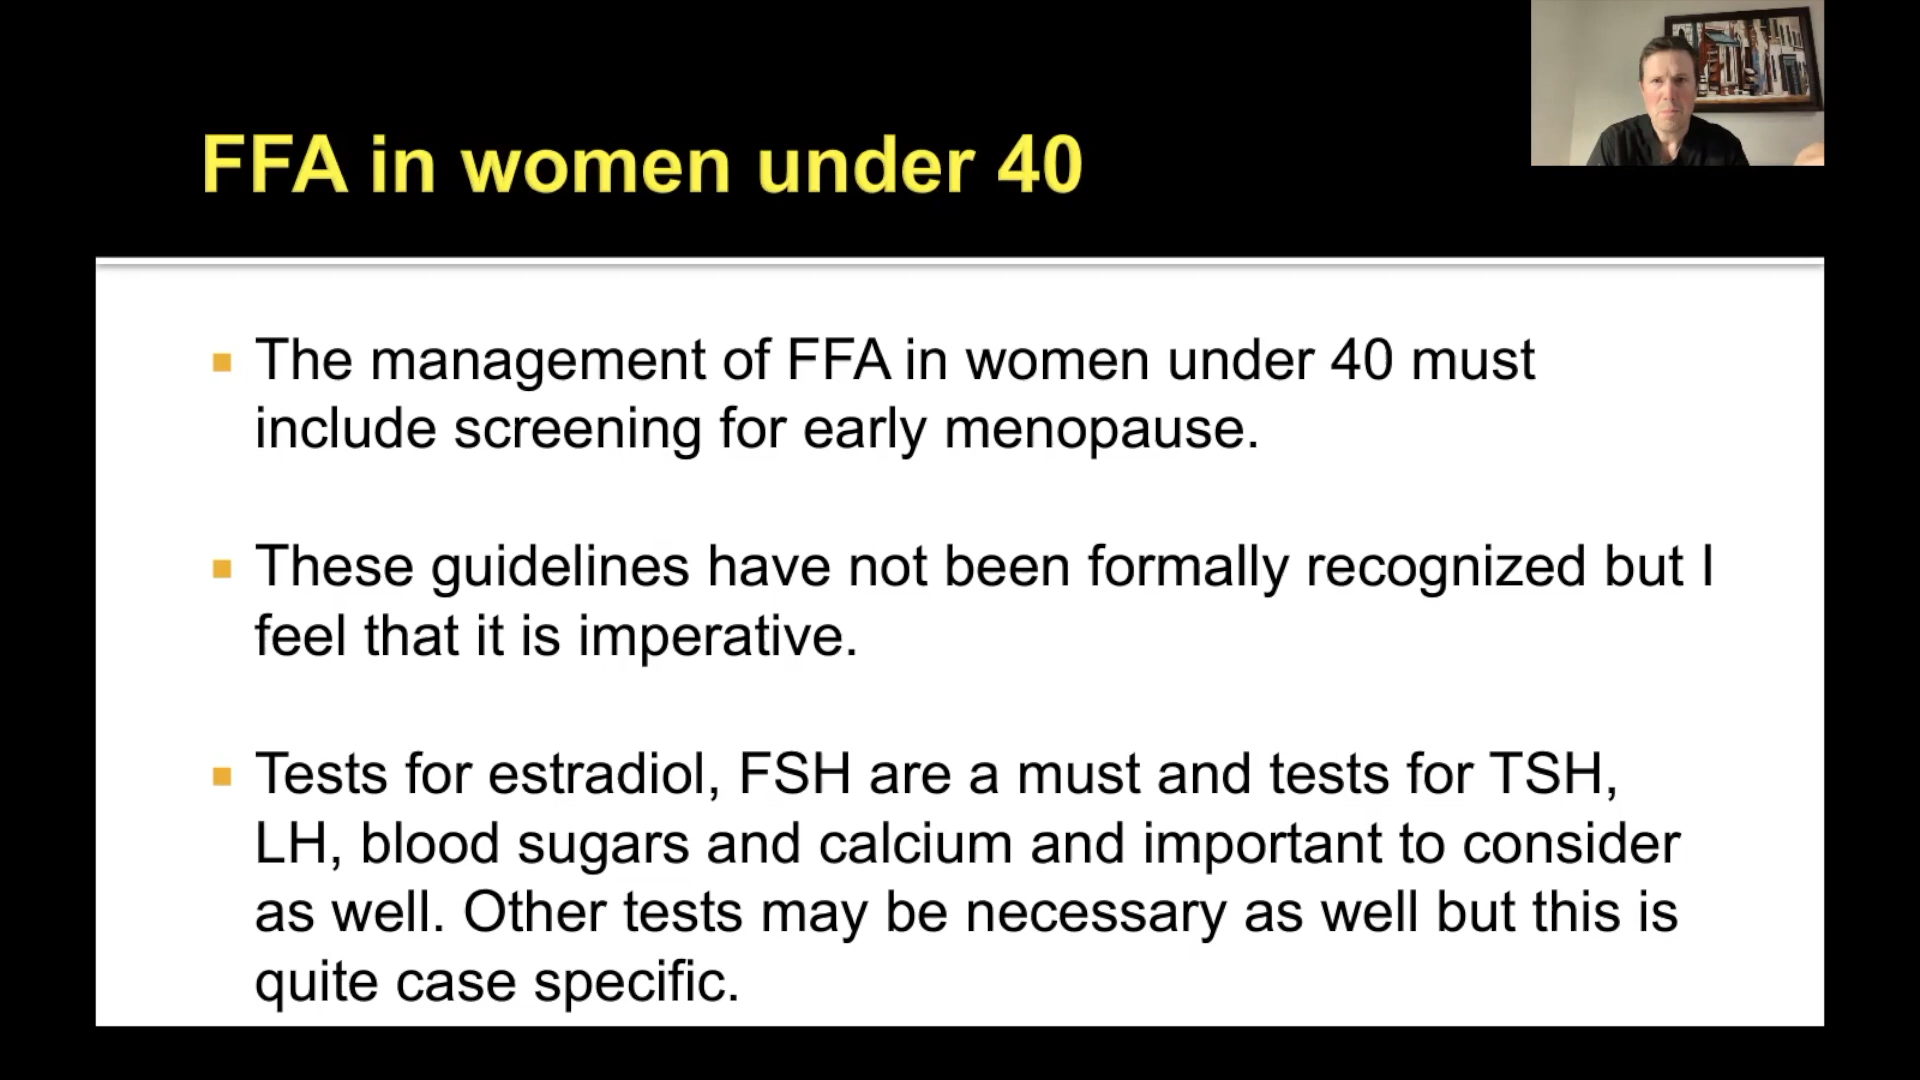 FFA in women under 40
The management of FFA in women under 40 must
include screening for early menopause.
These guidelines have not been formally recognized but I
feel that it is imperative.
Tests for estradiol, FSH are a must and tests for TSH,
LH, blood sugars and calcium and important to consider
as well. Other tests may be necessary as well but this is
quite case specific.